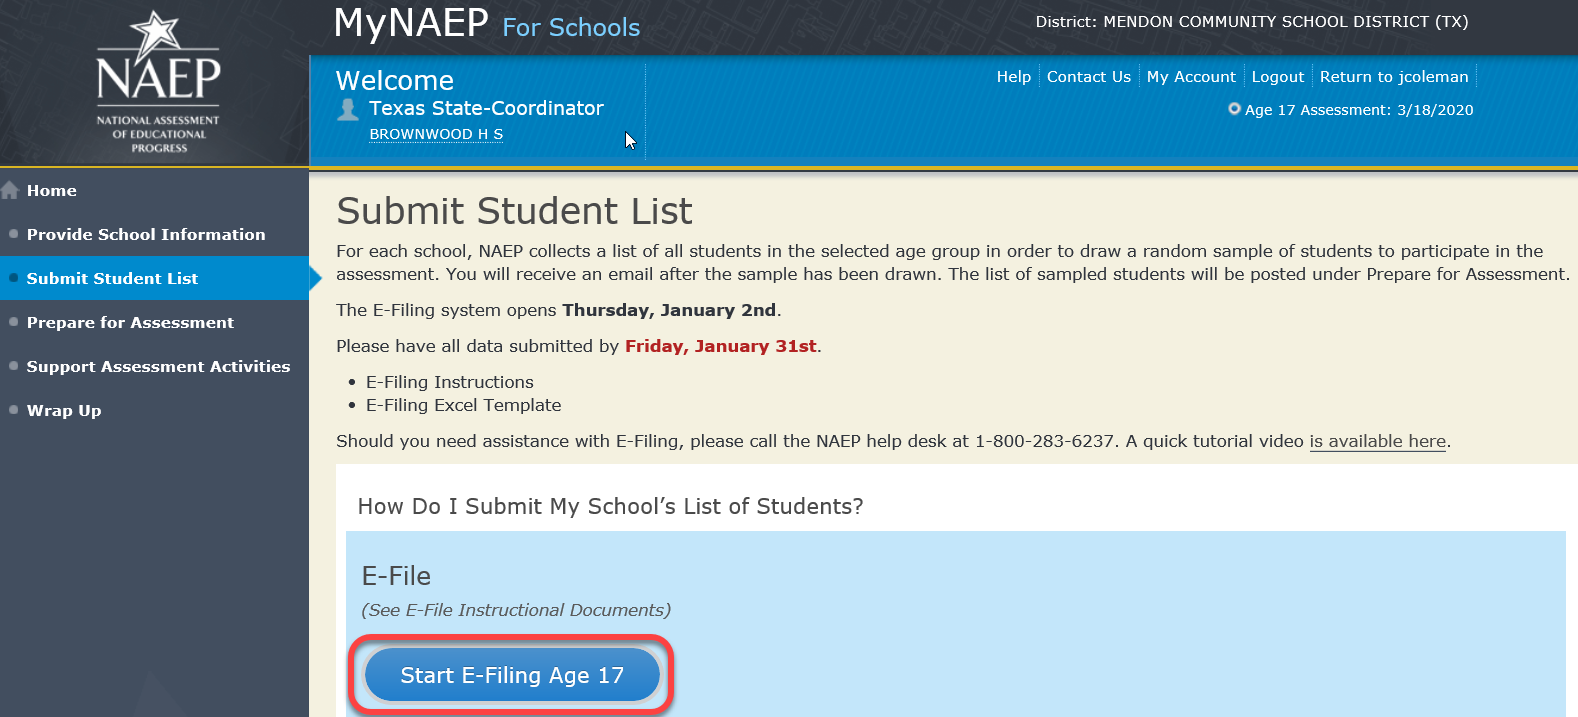 NAEP
NATIONAL ASSESSMENT
OF EDUCATIONAL
PROGRESS
MyNAEP For Schools
District: MENDON COMMUNITY SCHOOL DISTRICT (TX)
Welcome
Texas State-Coordinator
BROWNWOOD H S
Help Contact Us My Account Logout Return to jcoleman
Age 17 Assessment: 3/18/2020
Home
Provide School Information
Submit Student List
Prepare for Assessment
Support Assessment Activities
Wrap Up
Submit Student List
For each school, NAEP collects a list of all students in the selected age group in order to draw a random sample of students to participate in the
assessment. You will receive an email after the sample has been drawn. The list of sampled students will be posted under Prepare for Assessment.
The E-Filing system opens Thursday, January 2nd.
Please have all data submitted by Friday, January 31st.
• E-Filing Instructions
• E-Filing Excel Template
Should you need assistance with E-Filing, please call the NAEP help desk at 1-800-283-6237. A quick tutorial video is available here.
How Do I Submit My School’s List of Students?
E-File
(See E-File Instructional Documents)
Start E-Filing Age 17